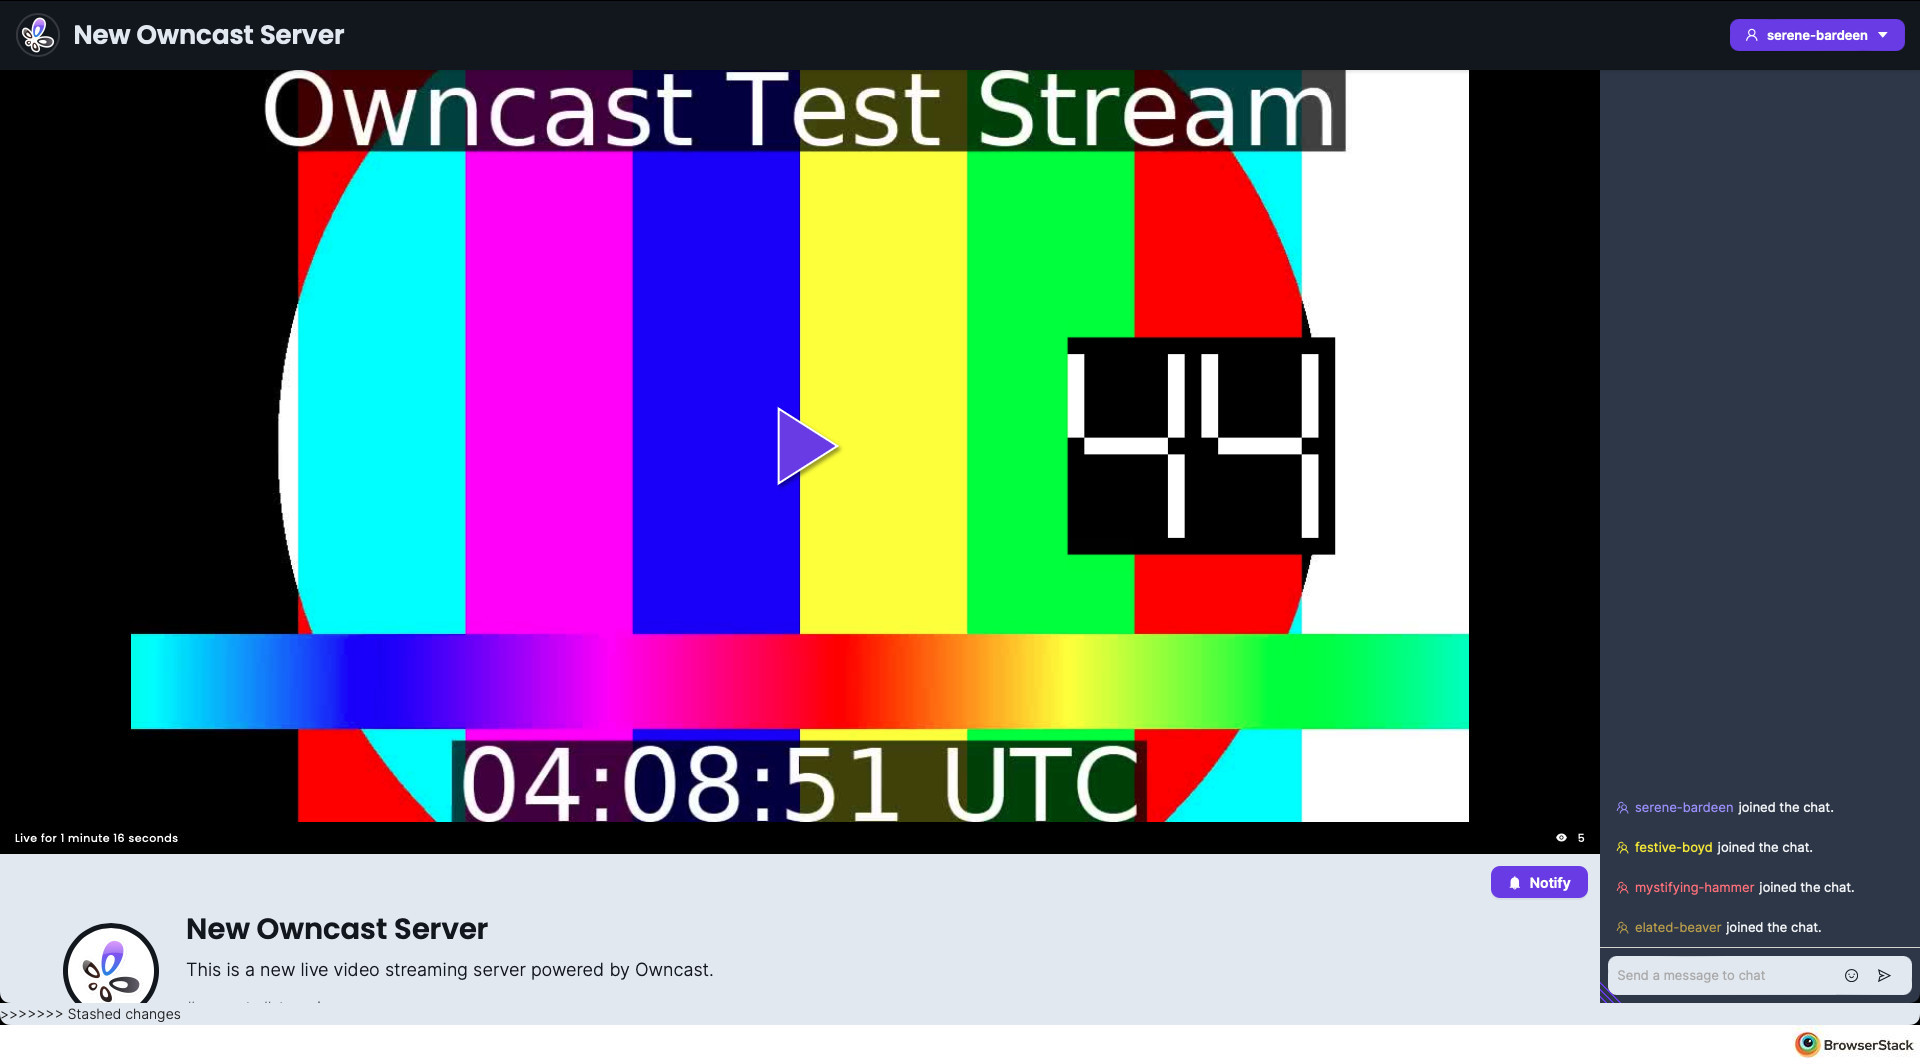 New Owncast Server
serene-bardeen
Owncast Test Stream
44
04:08:51 UTC
Live for 1 minute 16 seconds
5
serene-bardeen joined the chat.
festive-boyd joined the chat.
mystifying-hammer joined the chat.
elated-beaver joined the chat.
Send a message to chat
Notify
New Owncast Server
This is a new live video streaming server powered by Owncast.
>>>>>>> Stashed changes
BrowserStack